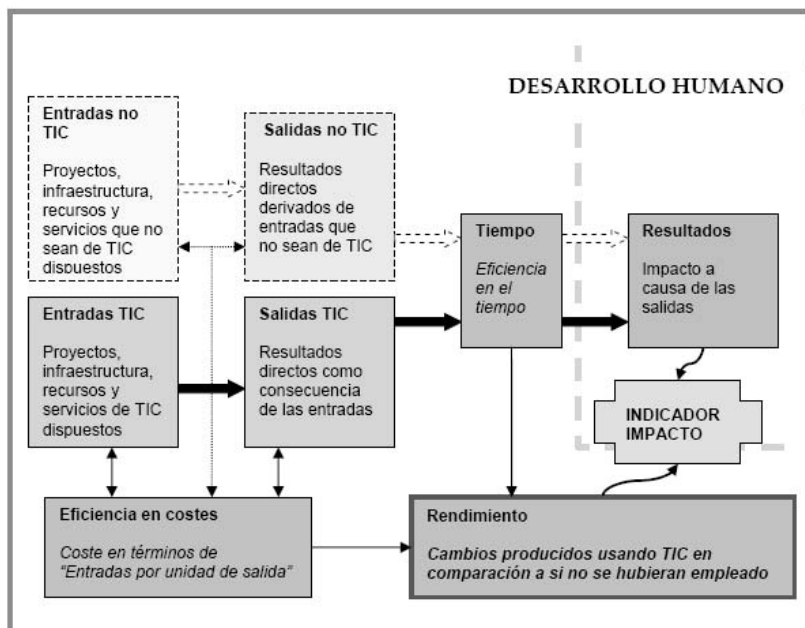 DESARROLLO HUMANO
Entradas no
TIC
Proyectos,
infraestructura,
recursos y
servicios que no
sean de TIC
dispuestos
Salidas no TIC
Resultados
directos
derivados de
entradas que
no sean de TIC
Tiempo
Eficiencia
en el
tiempo
Resultados
Impacto a
causa de las
salidas
Entradas TIC
Proyectos,
infraestructura,
recursos y
servicios de TIC
dispuestos
Salidas TIC
Resultados
directos como
consecuencia
de las entradas
INDICADOR
IMPACTO
Eficiencia en costes
Coste en términos de
“Entradas por unidad de salida”
Rendimiento
Cambios producidos usando TIC en
comparación a si no se hubieran empleado